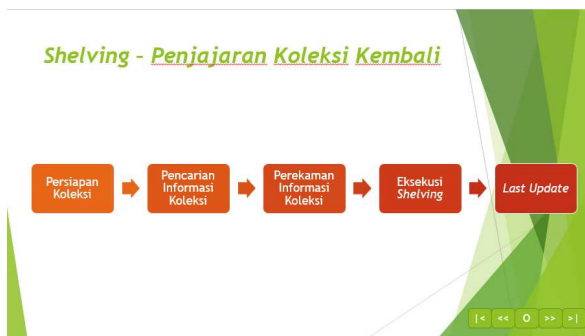 Shelving – Penjajaran Koleksi Kembali
Persiapan
Koleksi
Pencarian
Informasi
Koleksi
Perekaman
Informasi
Koleksi
Eksekusi
Shelving
Last Update
|< << O >> >|